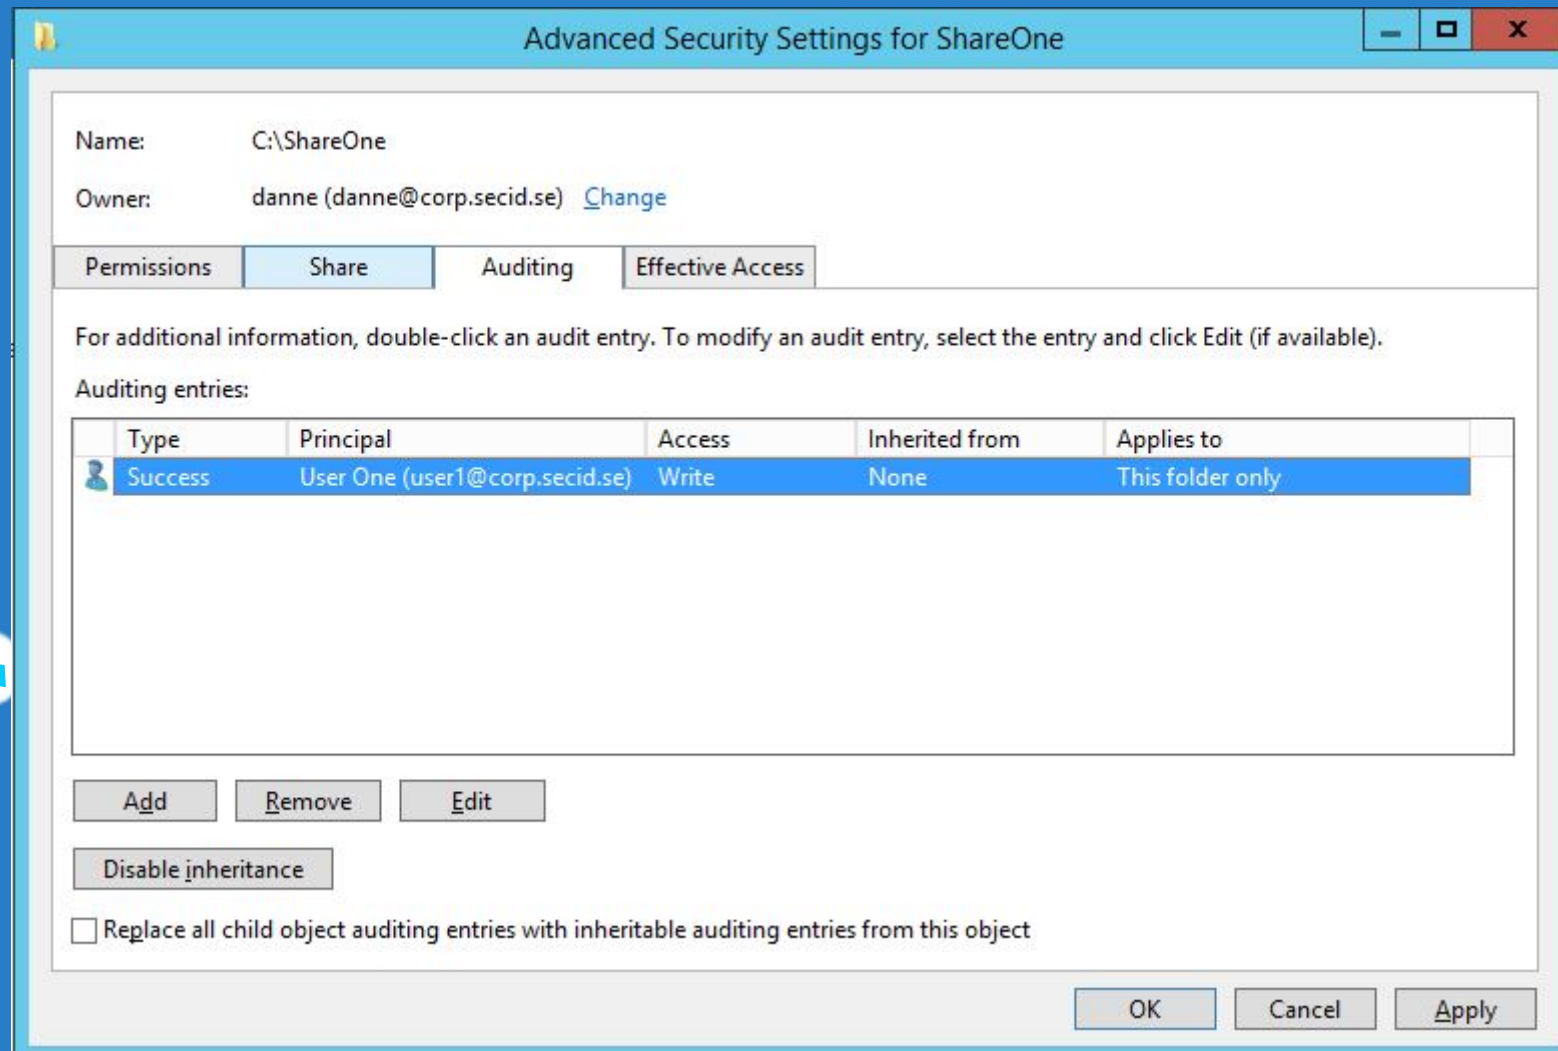 Advanced Security Settings for ShareOne
Name: C:\ShareOne
Owner: danne (danne@corp.secid.se) Change
Permissions Share Auditing Effective Access
For additional information, double-click an audit entry. To modify an audit entry, select the entry and click Edit (if available).
Auditing entries:
Type Principal Access Inherited from Applies to
Success User One (user1@corp.secid.se) Write None This folder only
Add Remove Edit
Disable inheritance
Replace all child object auditing entries with inheritable auditing entries from this object
OK Cancel Apply